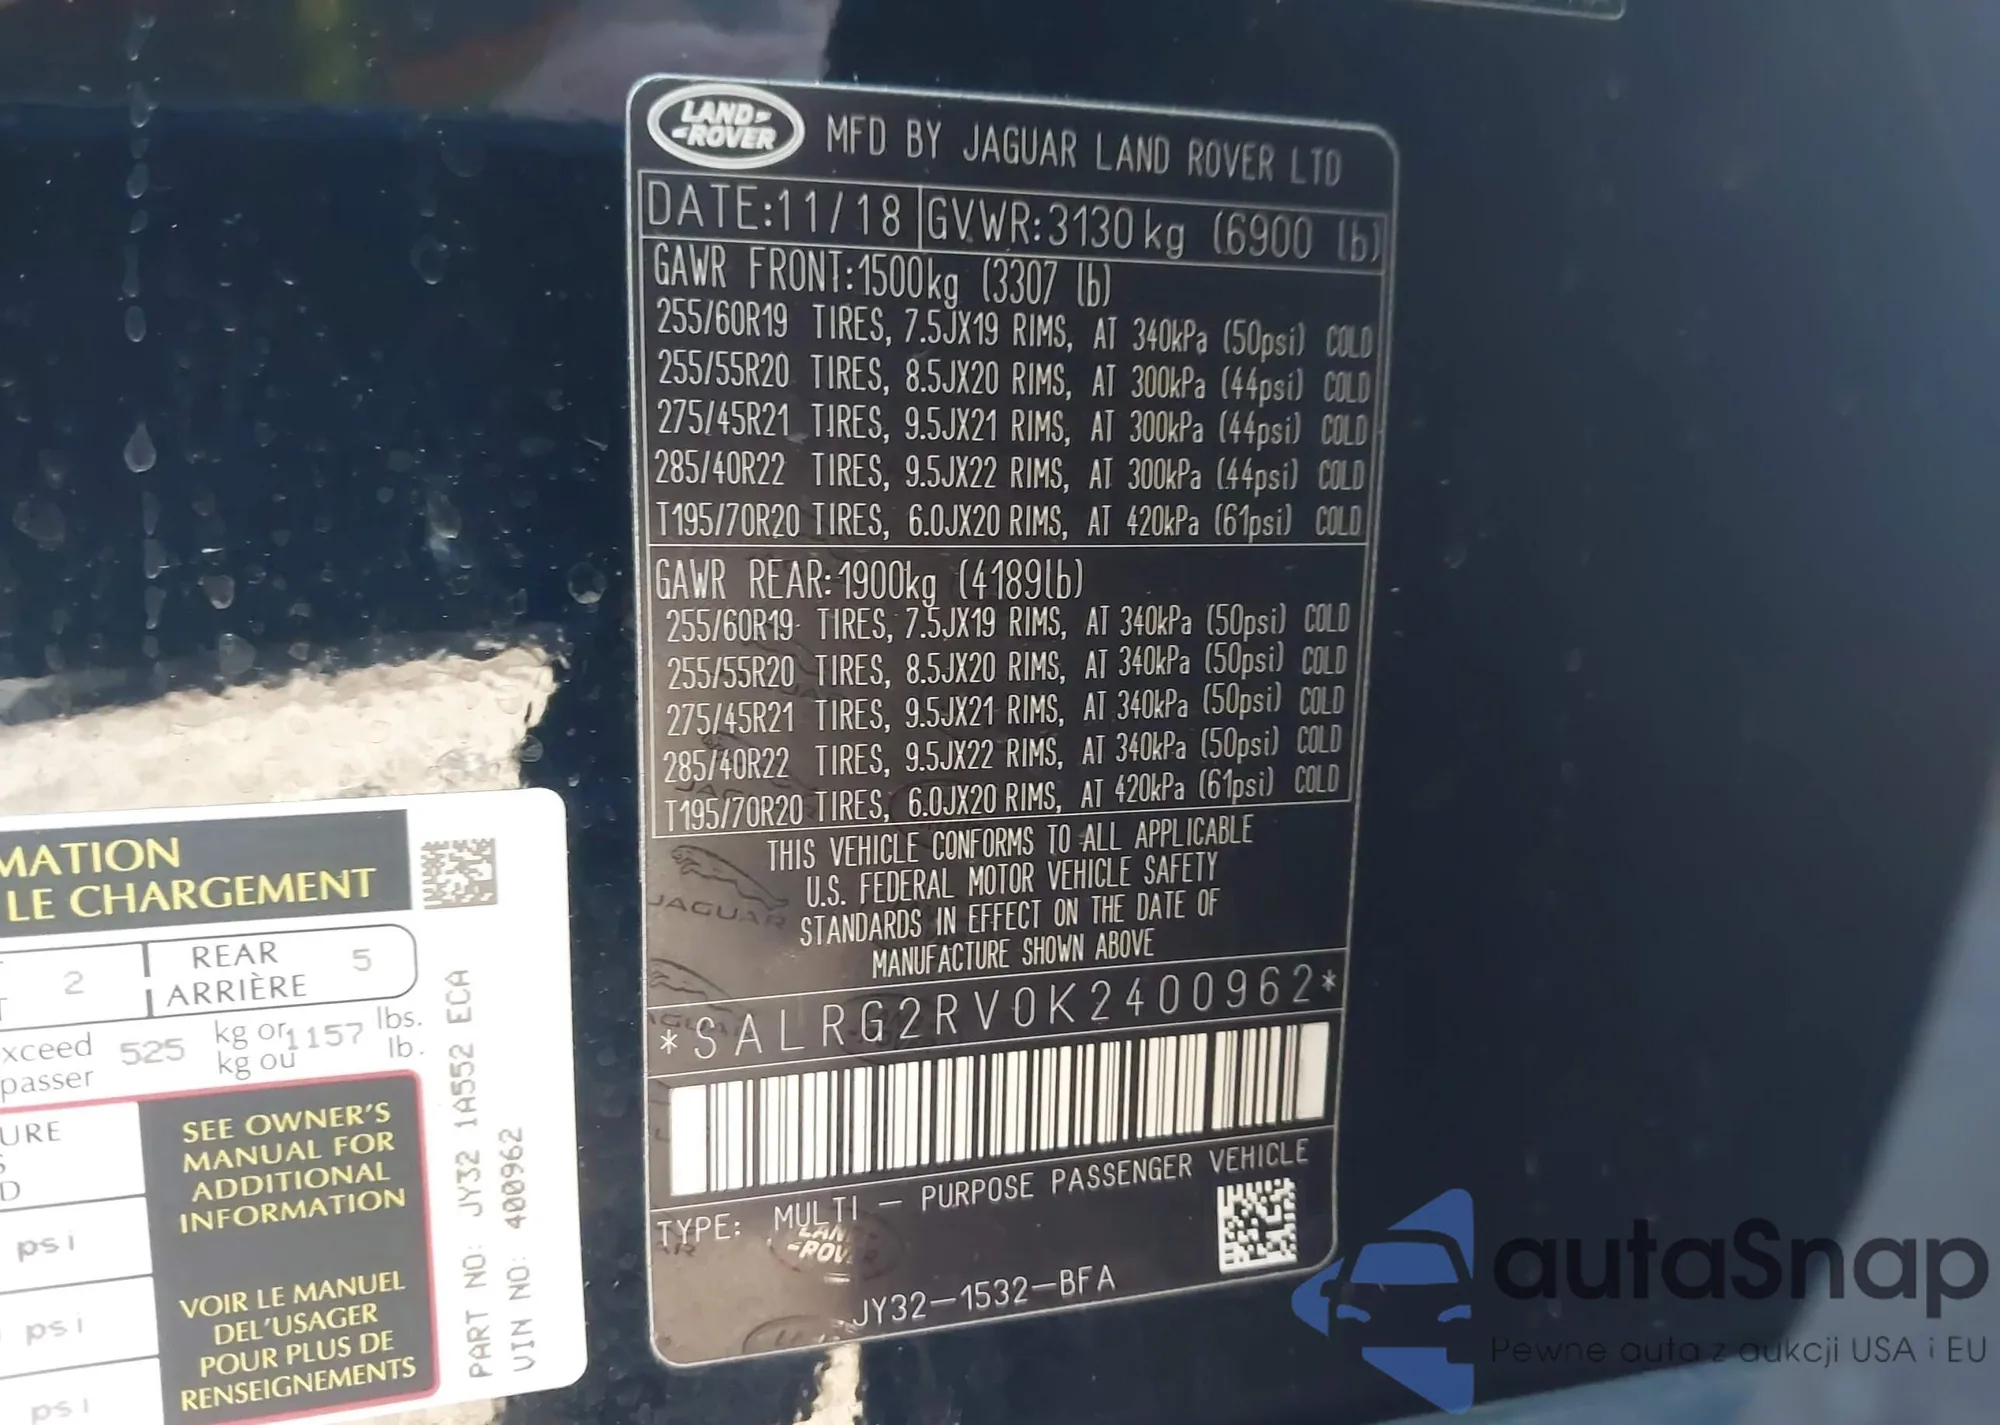 LAND-
-ROVER
MFD BY JAGUAR LAND ROVER LTD
DATE:11/18 GVWR:3130kg (6900 lb)
GAWR FRONT:1500kg (3307 lb)
255/60R19 TIRES, 7.5JX19 RIMS, AT 340kPa (50psi) COLD
255/55R20 TIRES, 8.5JX20 RIMS, AT 300kPa (44psi) COLD
275/45R21 TIRES, 9.5JX21 RIMS, AT 300kPa (44psi) COLD
285/40R22 TIRES, 9.5JX22 RIMS, AT 300kPa (44psi) COLD
T195/70R20 TIRES, 6.0JX20 RIMS, AT 420kPa (61psi) COLD
GAWR REAR:1900kg (4189lb)
255/60R19 TIRES, 7.5JX19 RIMS, AT 340kPa (50psi) COLD
255/55R20 TIRES, 8.5JX20 RIMS, AT 340kPa (50psi) COLD
275/45R21 TIRES, 9.5JX21 RIMS, AT 340kPa (50psi) COLD
285/40R22 TIRES, 9.5JX22 RIMS, AT 340kPa (50psi) COLD
T195/70R20 TIRES, 6.0JX20 RIMS, AT 420kPa (61psi) COLD
THIS VEHICLE CONFORMS TO ALL APPLICABLE
U.S. FEDERAL MOTOR VEHICLE SAFETY
STANDARDS IN EFFECT ON THE DATE OF
MANUFACTURE SHOWN ABOVE
JAGUAR
*SALRG2RV0K2400962*
TYPE: MULTI - PURPOSE PASSENGER VEHICLE
LAND-
-ROVER
JY32-1532-BFA
MATION
LE CHARGEMENT
2 REAR 5
ARRIÈRE
xceed 525 kg or 1157 lbs.
passer kg ou lb.
URE
D
psi
psi
psi
SEE OWNER'S
MANUAL FOR
ADDITIONAL
INFORMATION
VOIR LE MANUEL
DEL'USAGER
POUR PLUS DE
RENSEIGNEMENTS
PART NO: JY32 1A552 ECA
VIN NO: 400962
autaSnap
Pewne auta z aukcji USA i EU